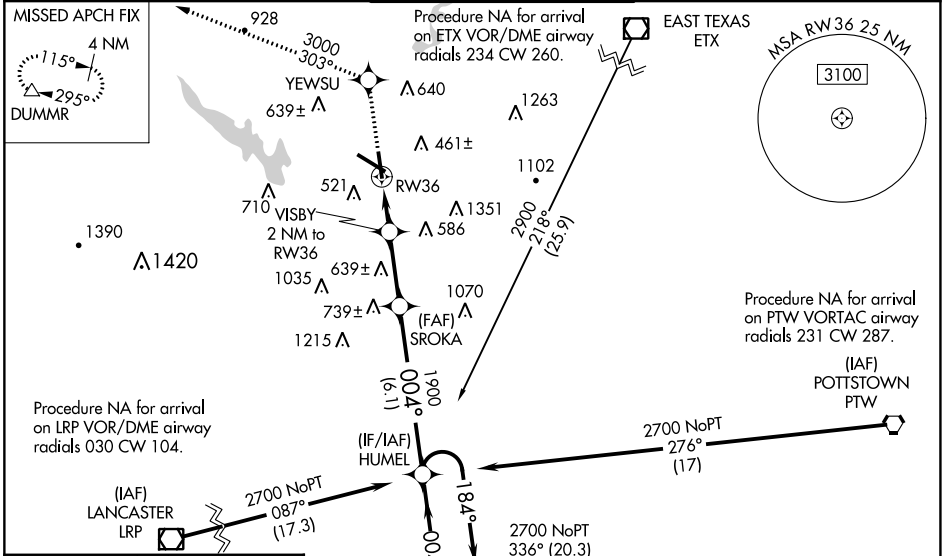 MISSED APCH FIX
4 NM
115°
295°
DUMMR
928
3000
303°
YEWSU
639±
640
Procedure NA for arrival
on ETX VOR/DME airway
radials 234 CW 260.
EAST TEXAS
ETX
MSA RW36 25 NM
3100
1263
461±
1102
RW36
521
710
VISBY
2 NM to
RW36
1351
586
2900
218°
(25.9)
1390
1420
1035
639±
739±
1070
1215
(FAF)
SROKA
Procedure NA for arrival
on PTW VORTAC airway
radials 231 CW 287.
(IAF)
POTTSTOWN
PTW
1900
004°
(6.1)
Procedure NA for arrival
on LRP VOR/DME airway
radials 030 CW 104.
(IF/IAF)
HUMEL
2700 NoPT
276°
(17)
(IAF)
LANCASTER
LRP
2700 NoPT
087°
(17.3)
184°
00
2700 NoPT
336° (20.3)